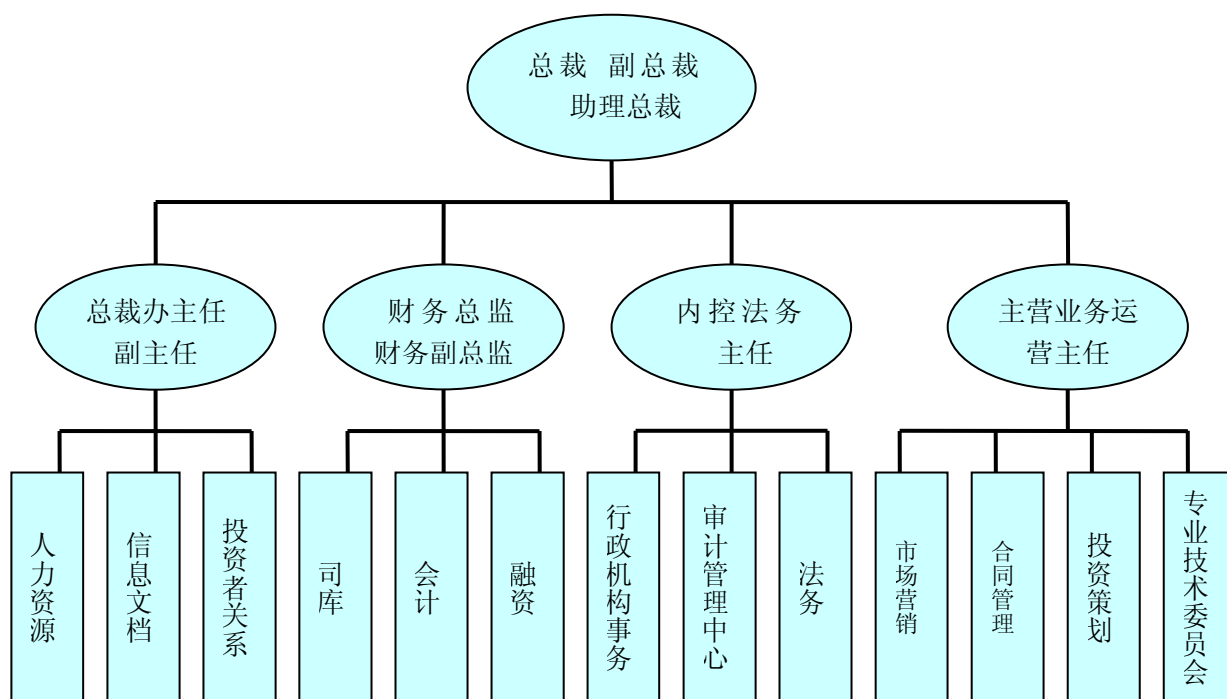 总裁 副总裁
助理总裁
总裁办主任
副主任
财务总监
财务副总监
内控法务
主任
主营业务运
营主任
人力资源
信息文档
投资者关系
司库
会计
融资
行政机构事务
审计管理中心
法务
市场营销
合同管理
投资策划
专业技术委员会